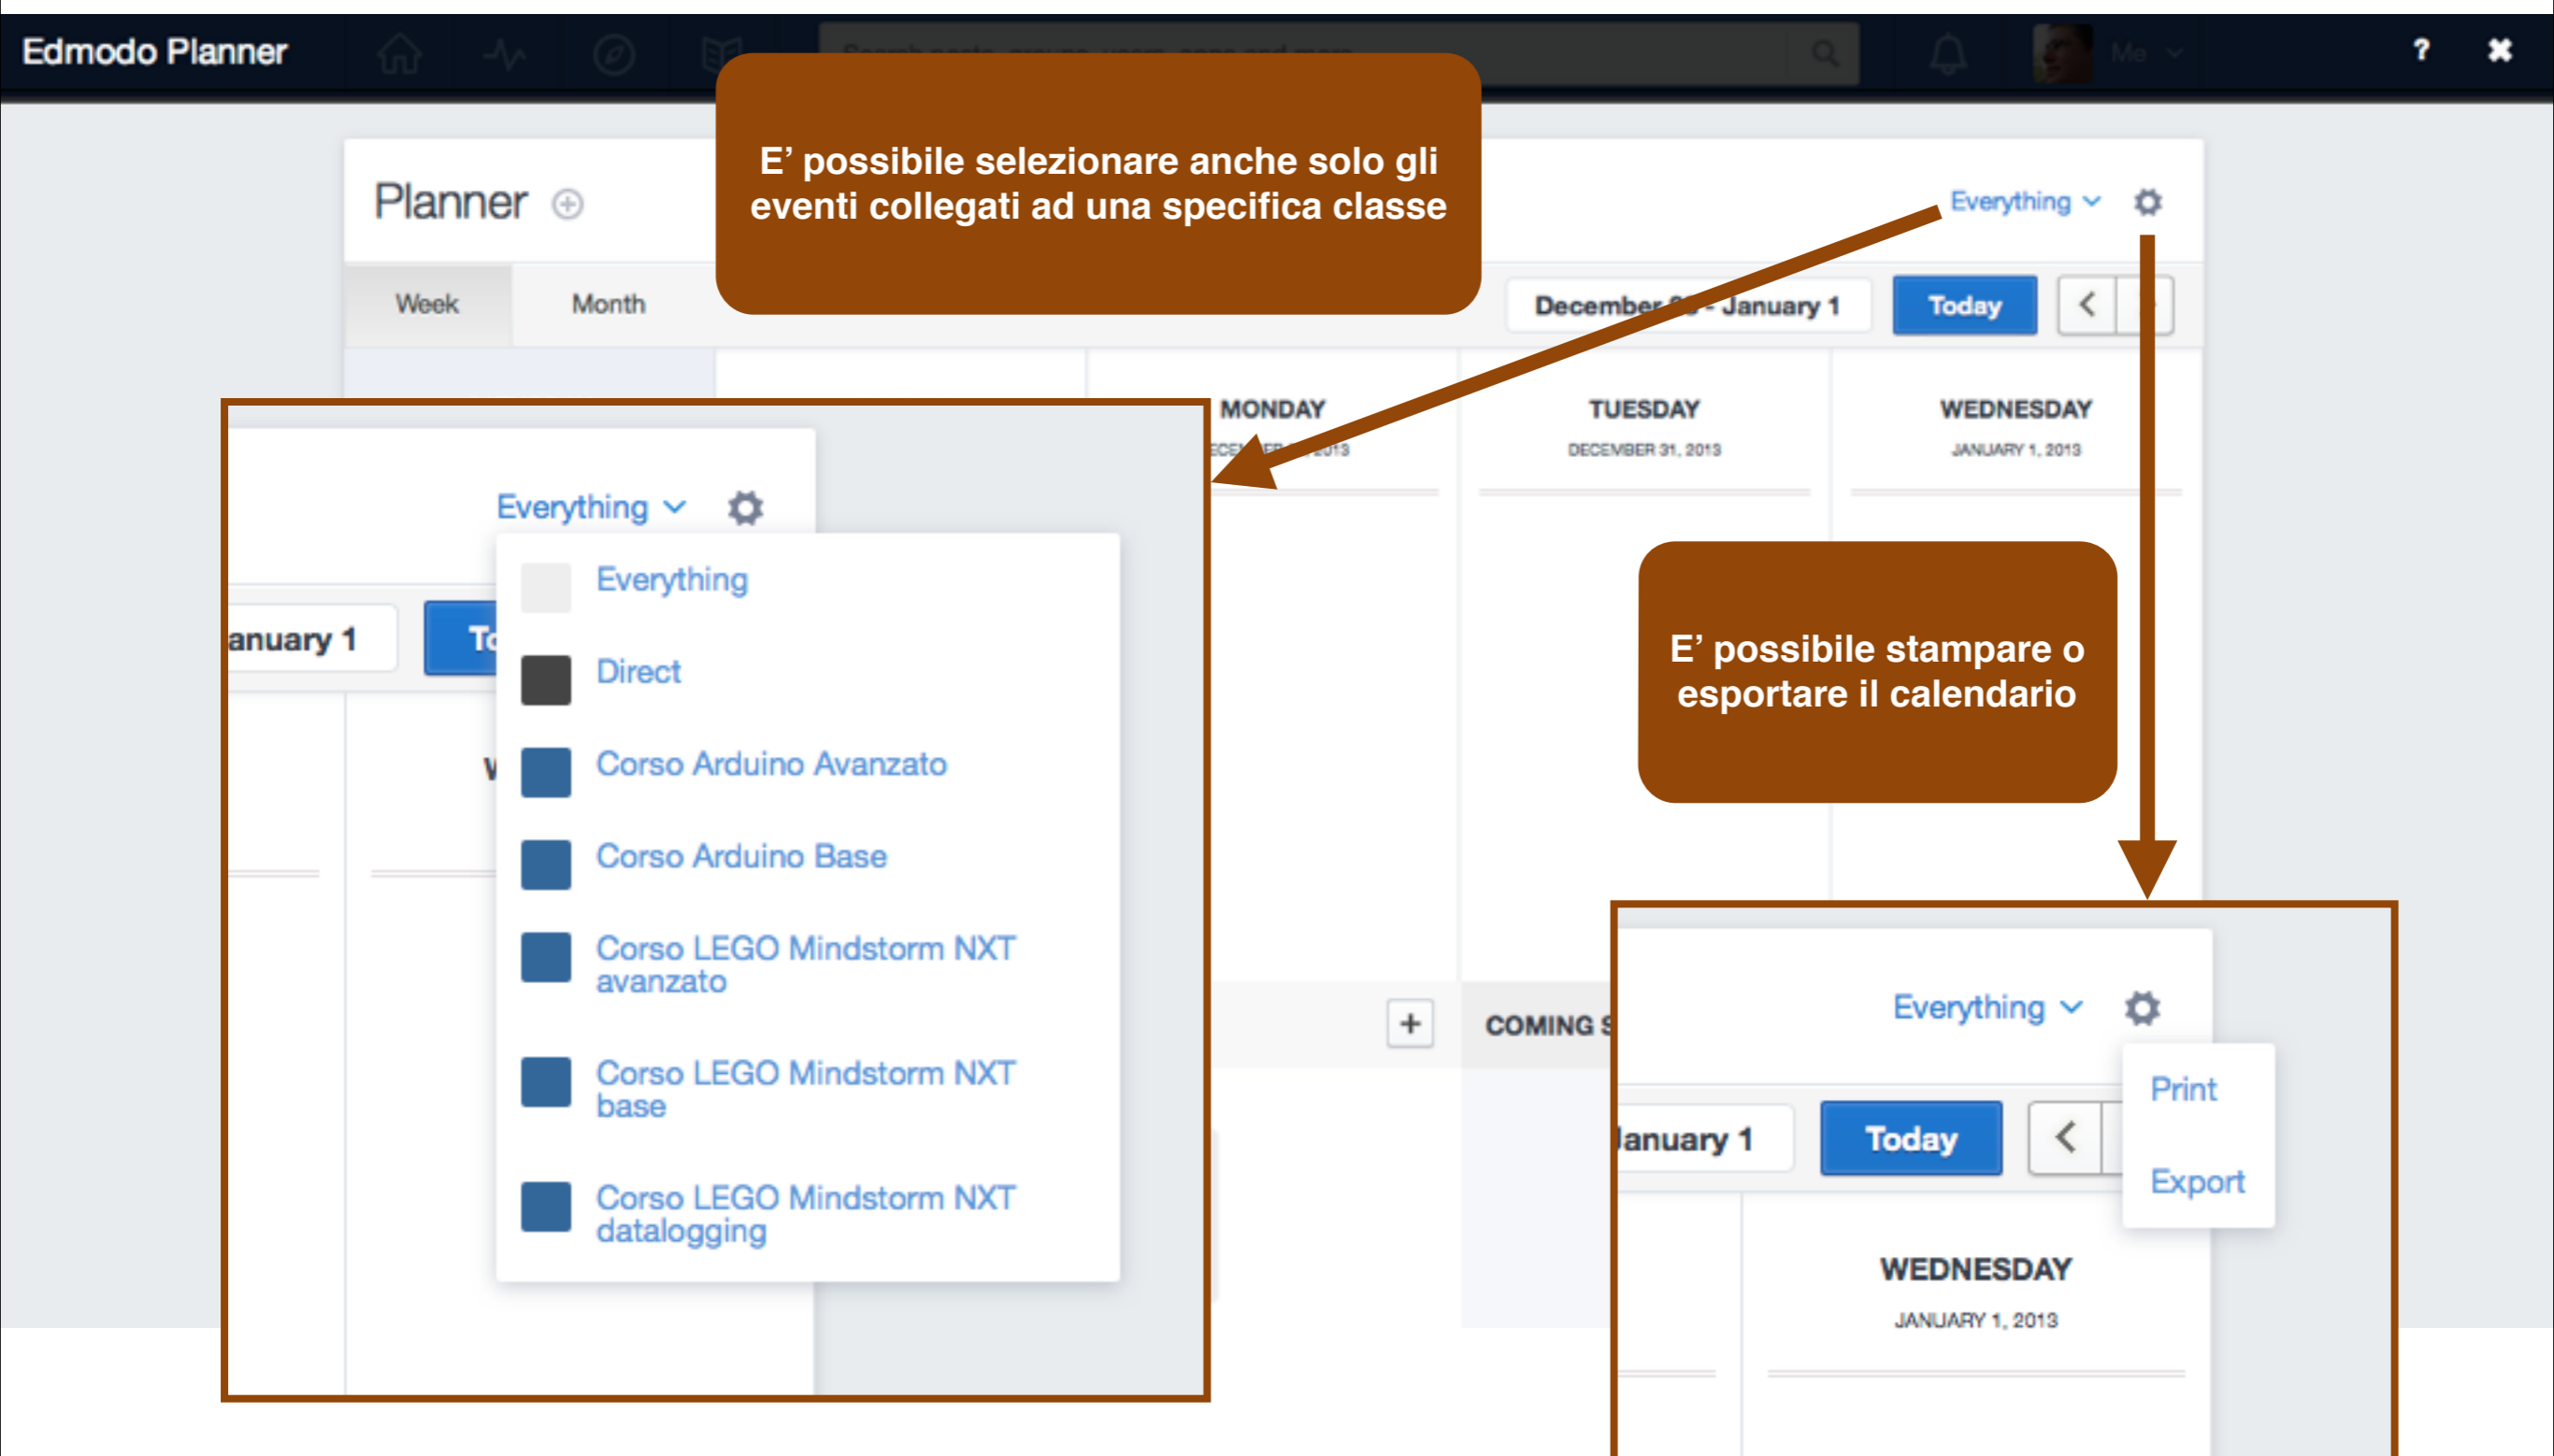 Edmodo Planner
Me
?
Planner
E’ possibile selezionare anche solo gli
eventi collegati ad una specifica classe
Everything
Week
Month
December - January 1
Today
MONDAY
2013
TUESDAY
DECEMBER 31, 2013
WEDNESDAY
JANUARY 1, 2013
Everything
anuary 1
To
Everything
Direct
Corso Arduino Avanzato
Corso Arduino Base
Corso LEGO Mindstorm NXT
avanzato
Corso LEGO Mindstorm NXT
base
Corso LEGO Mindstorm NXT
datalogging
E’ possibile stampare o
esportare il calendario
COMING S
Everything
Print
Export
January 1
Today
WEDNESDAY
JANUARY 1, 2013